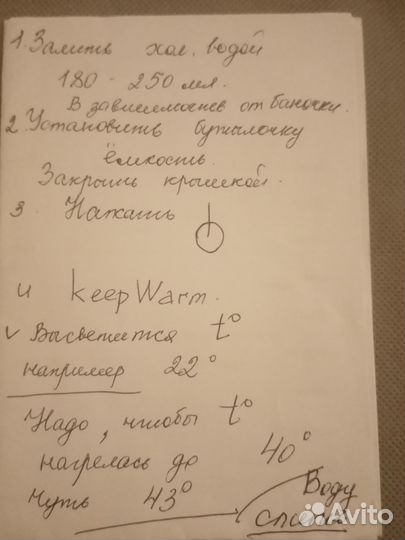 1. Залить хол. водой
180 - 250 мл.
В зависимости от баночки.
2. Установить бутылочку
ёмкость.
Закрыть крышкой.
3. Нажать
и keep Warm.
v Высветится t°
например 22°
Надо, чтобы t°
нагрелась до 40°
чуть 43°
Воду
Avito